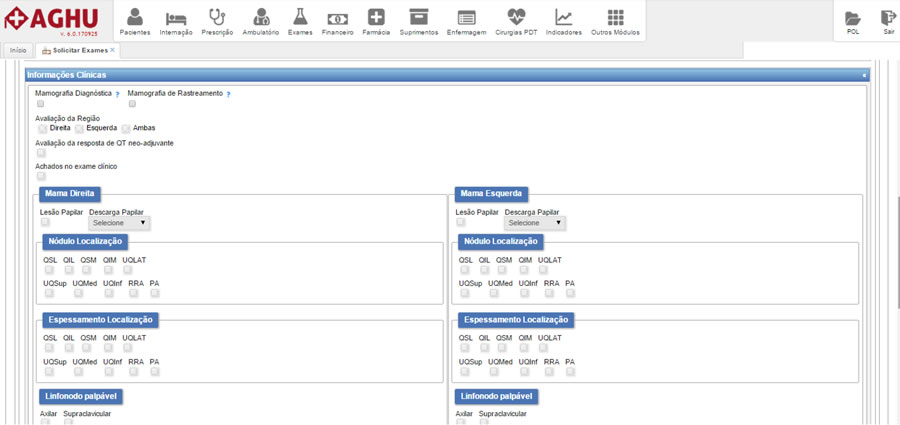 AGHU
v. 6.0.170925
Pacientes Internação Prescrição Ambulatório Exames Financeiro Farmácia Suprimentos Enfermagem Cirurgias PDT Indicadores Outros Módulos POL Sair
Início Solicitar Exames ×
Informações Clínicas
Mamografia Diagnóstica ? Mamografia de Rastreamento ?
Avaliação da Região
Direita Esquerda Ambas
Avaliação da resposta de QT neo-adjuvante
Achados no exame clínico
Mama Direita
Lesão Papilar Descarga Papilar
Selecione
Nódulo Localização
QSL QIL QSM QIM UQLAT
UQSup UQMed UQInf RRA PA
Espessamento Localização
QSL QIL QSM QIM UQLAT
UQSup UQMed UQInf RRA PA
Linfonodo palpável
Axilar Supraclavicular
Mama Esquerda
Lesão Papilar Descarga Papilar
Selecione
Nódulo Localização
QSL QIL QSM QIM UQLAT
UQSup UQMed UQInf RRA PA
Espessamento Localização
QSL QIL QSM QIM UQLAT
UQSup UQMed UQInf RRA PA
Linfonodo palpável
Axilar Supraclavicular